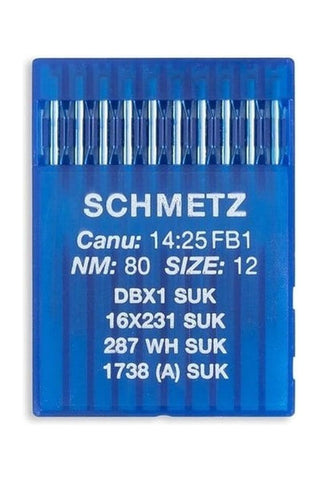 SCHMETZ
Canu: 14:25 FB1
NM: 80 SIZE: 12
DBX1 SUK
16X231 SUK
287 WH SUK
1738 (A) SUK